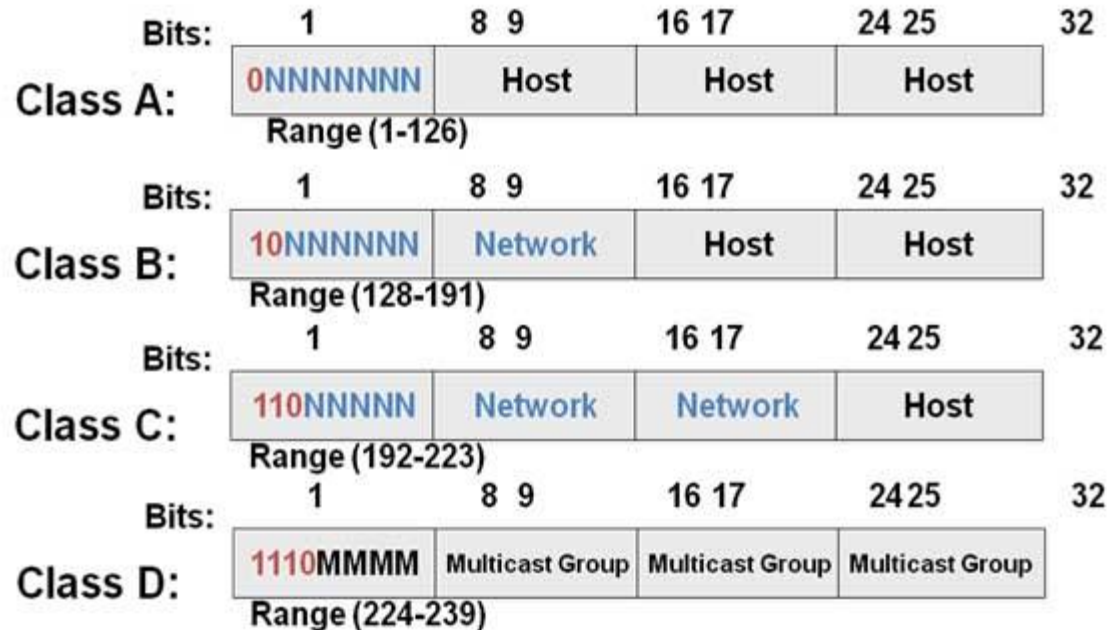 Bits: 1 8 9 16 17 24 25 32
Class A: 0NNNNNNN Host Host Host
Range (1-126)
Bits: 1 8 9 16 17 24 25 32
Class B: 10NNNNNN Network Host Host
Range (128-191)
Bits: 1 8 9 16 17 24 25 32
Class C: 110NNNNN Network Network Host
Range (192-223)
Bits: 1 8 9 16 17 24 25 32
Class D: 1110MMMM Multicast Group Multicast Group Multicast Group
Range (224-239)